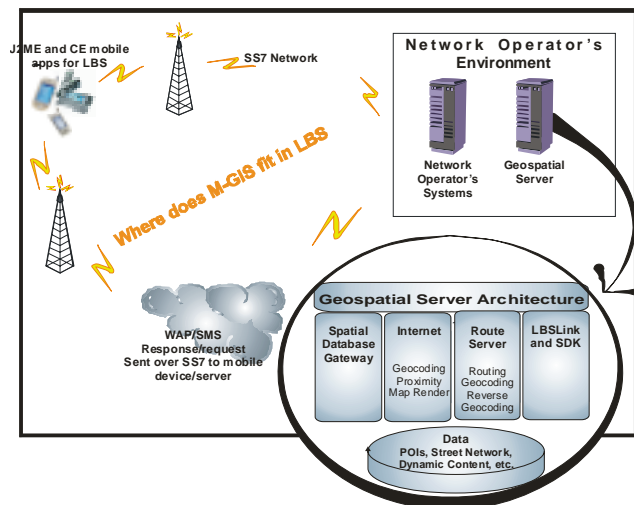 J2ME and CE mobile
apps for LBS
SS7 Network
Network Operator's
Environment
Network
Operator's
Systems
Geospatial
Server
Where does M-GIS fit in LBS
WAP/SMS
Response/request
Sent over SS7 to mobile
device/server
Geospatial Server Architecture
Spatial
Database
Gateway
Internet
Geocoding
Proximity
Map Render
Route
Server
Routing
Geocoding
Reverse
Geocoding
LBSLink
and SDK
Data
POIs, Street Network,
Dynamic Content, etc.